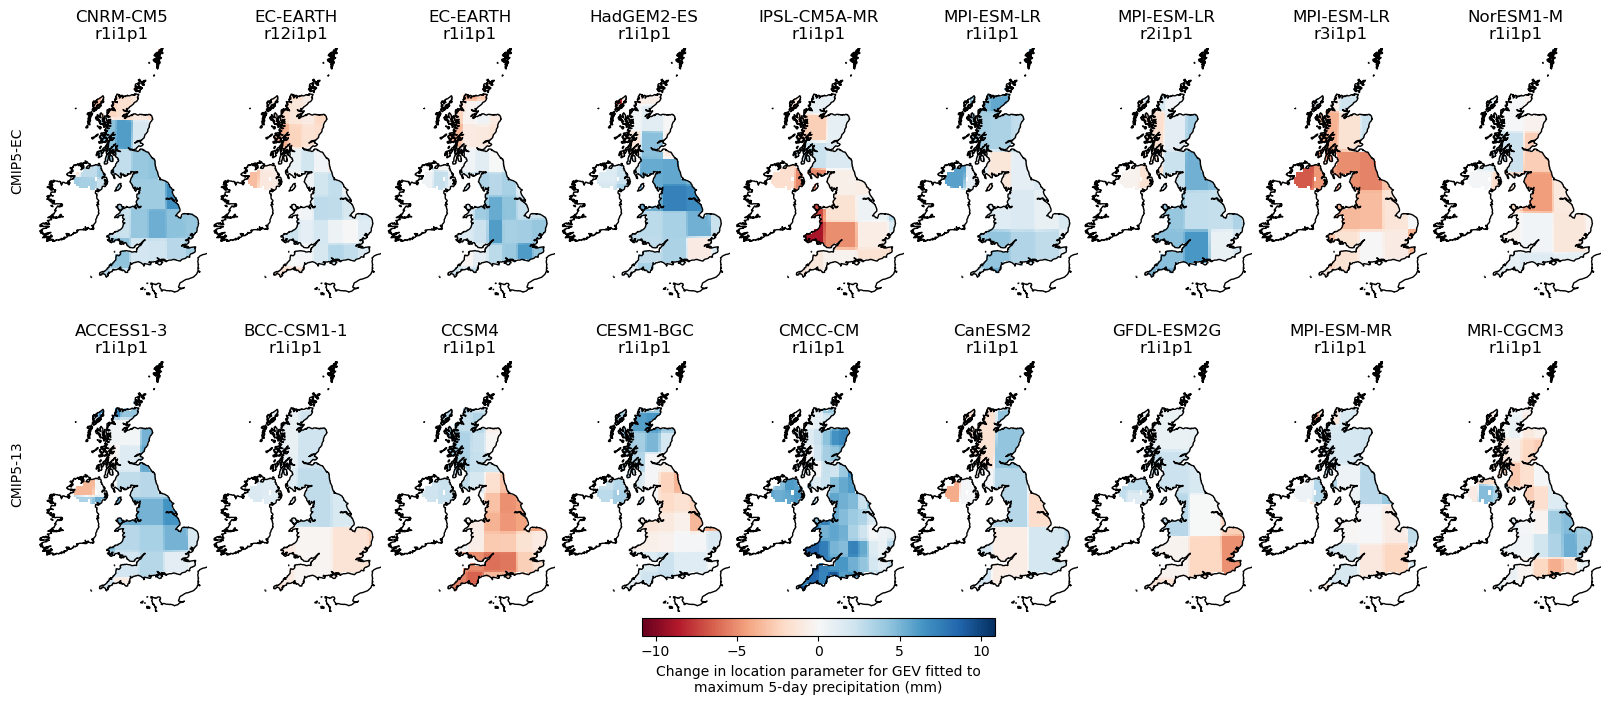 CNRM-CM5 EC-EARTH EC-EARTH HadGEM2-ES IPSL-CM5A-MR MPI-ESM-LR MPI-ESM-LR MPI-ESM-LR NorESM1-M
r1i1p1 r12i1p1 r1i1p1 r1i1p1 r1i1p1 r1i1p1 r2i1p1 r3i1p1 r1i1p1
CMIP5-EC
ACCESS1-3 BCC-CSM1-1 CCSM4 CESM1-BGC CMCC-CM CanESM2 GFDL-ESM2G MPI-ESM-MR MRI-CGCM3
r1i1p1 r1i1p1 r1i1p1 r1i1p1 r1i1p1 r1i1p1 r1i1p1 r1i1p1 r1i1p1
CMIP5-13
−10 −5 0 5 10
Change in location parameter for GEV fitted to
maximum 5-day precipitation (mm)